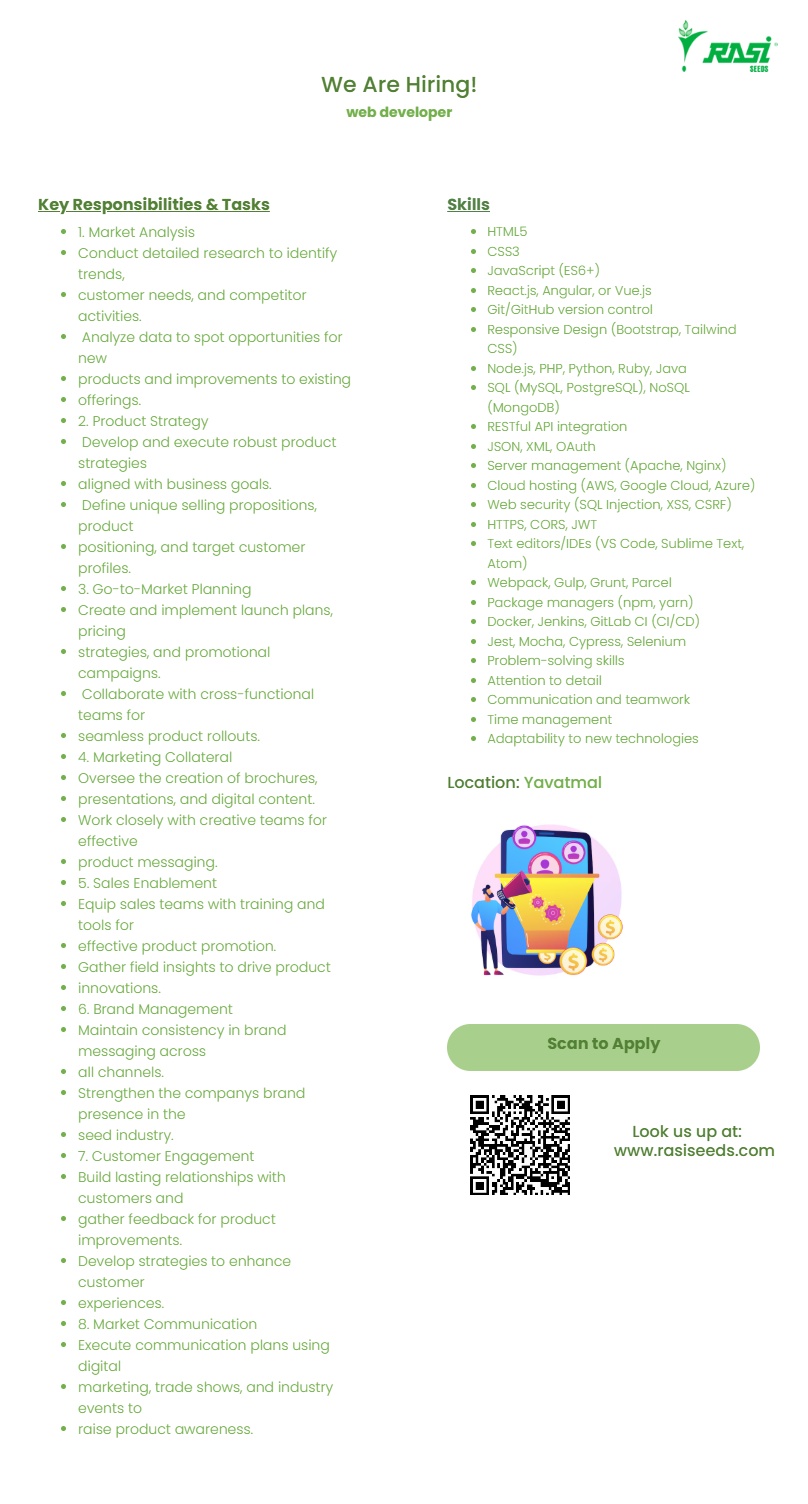 RASI
SEEDS
We Are Hiring!
web developer
Key Responsibilities & Tasks
1. Market Analysis
Conduct detailed research to identify
trends,
customer needs, and competitor
activities.
Analyze data to spot opportunities for
new
products and improvements to existing
offerings.
2. Product Strategy
Develop and execute robust product
strategies
aligned with business goals.
Define unique selling propositions,
product
positioning, and target customer
profiles.
3. Go-to-Market Planning
Create and implement launch plans,
pricing
strategies, and promotional
campaigns.
Collaborate with cross-functional
teams for
seamless product rollouts.
4. Marketing Collateral
Oversee the creation of brochures,
presentations, and digital content.
Work closely with creative teams for
effective
product messaging.
5. Sales Enablement
Equip sales teams with training and
tools for
effective product promotion.
Gather field insights to drive product
innovations.
6. Brand Management
Maintain consistency in brand
messaging across
all channels.
Strengthen the companys brand
presence in the
seed industry.
7. Customer Engagement
Build lasting relationships with
customers and
gather feedback for product
improvements.
Develop strategies to enhance
customer
experiences.
8. Market Communication
Execute communication plans using
digital
marketing, trade shows, and industry
events to
raise product awareness.
Skills
HTML5
CSS3
JavaScript (ES6+)
React.js, Angular, or Vue.js
Git/GitHub version control
Responsive Design (Bootstrap, Tailwind
CSS)
Node.js, PHP, Python, Ruby, Java
SQL (MySQL, PostgreSQL), NoSQL
(MongoDB)
RESTful API integration
JSON, XML, OAuth
Server management (Apache, Nginx)
Cloud hosting (AWS, Google Cloud, Azure)
Web security (SQL Injection, XSS, CSRF)
HTTPS, CORS, JWT
Text editors/IDEs (VS Code, Sublime Text,
Atom)
Webpack, Gulp, Grunt, Parcel
Package managers (npm, yarn)
Docker, Jenkins, GitLab CI (CI/CD)
Jest, Mocha, Cypress, Selenium
Problem-solving skills
Attention to detail
Communication and teamwork
Time management
Adaptability to new technologies
Location: Yavatmal
Scan to Apply
Look us up at:
www.rasiseeds.com